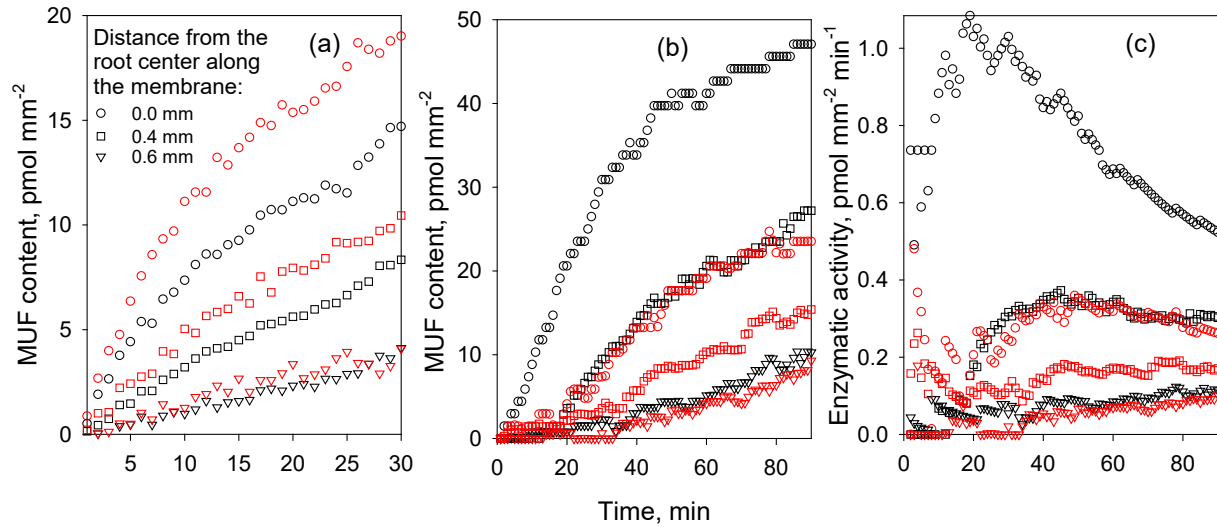 (a)
Distance from the
root center along
the membrane:
0.0 mm
0.4 mm
0.6 mm
MUF content, pmol mm⁻²
20
15
10
5
0
5 10 15 20 25 30
(b)
MUF content, pmol mm⁻²
50
40
30
20
10
0
0 20 40 60 80
(c)
Enzymatic activity, pmol mm⁻² min⁻¹
1.0
0.8
0.6
0.4
0.2
0.0
0 20 40 60 80
Time, min